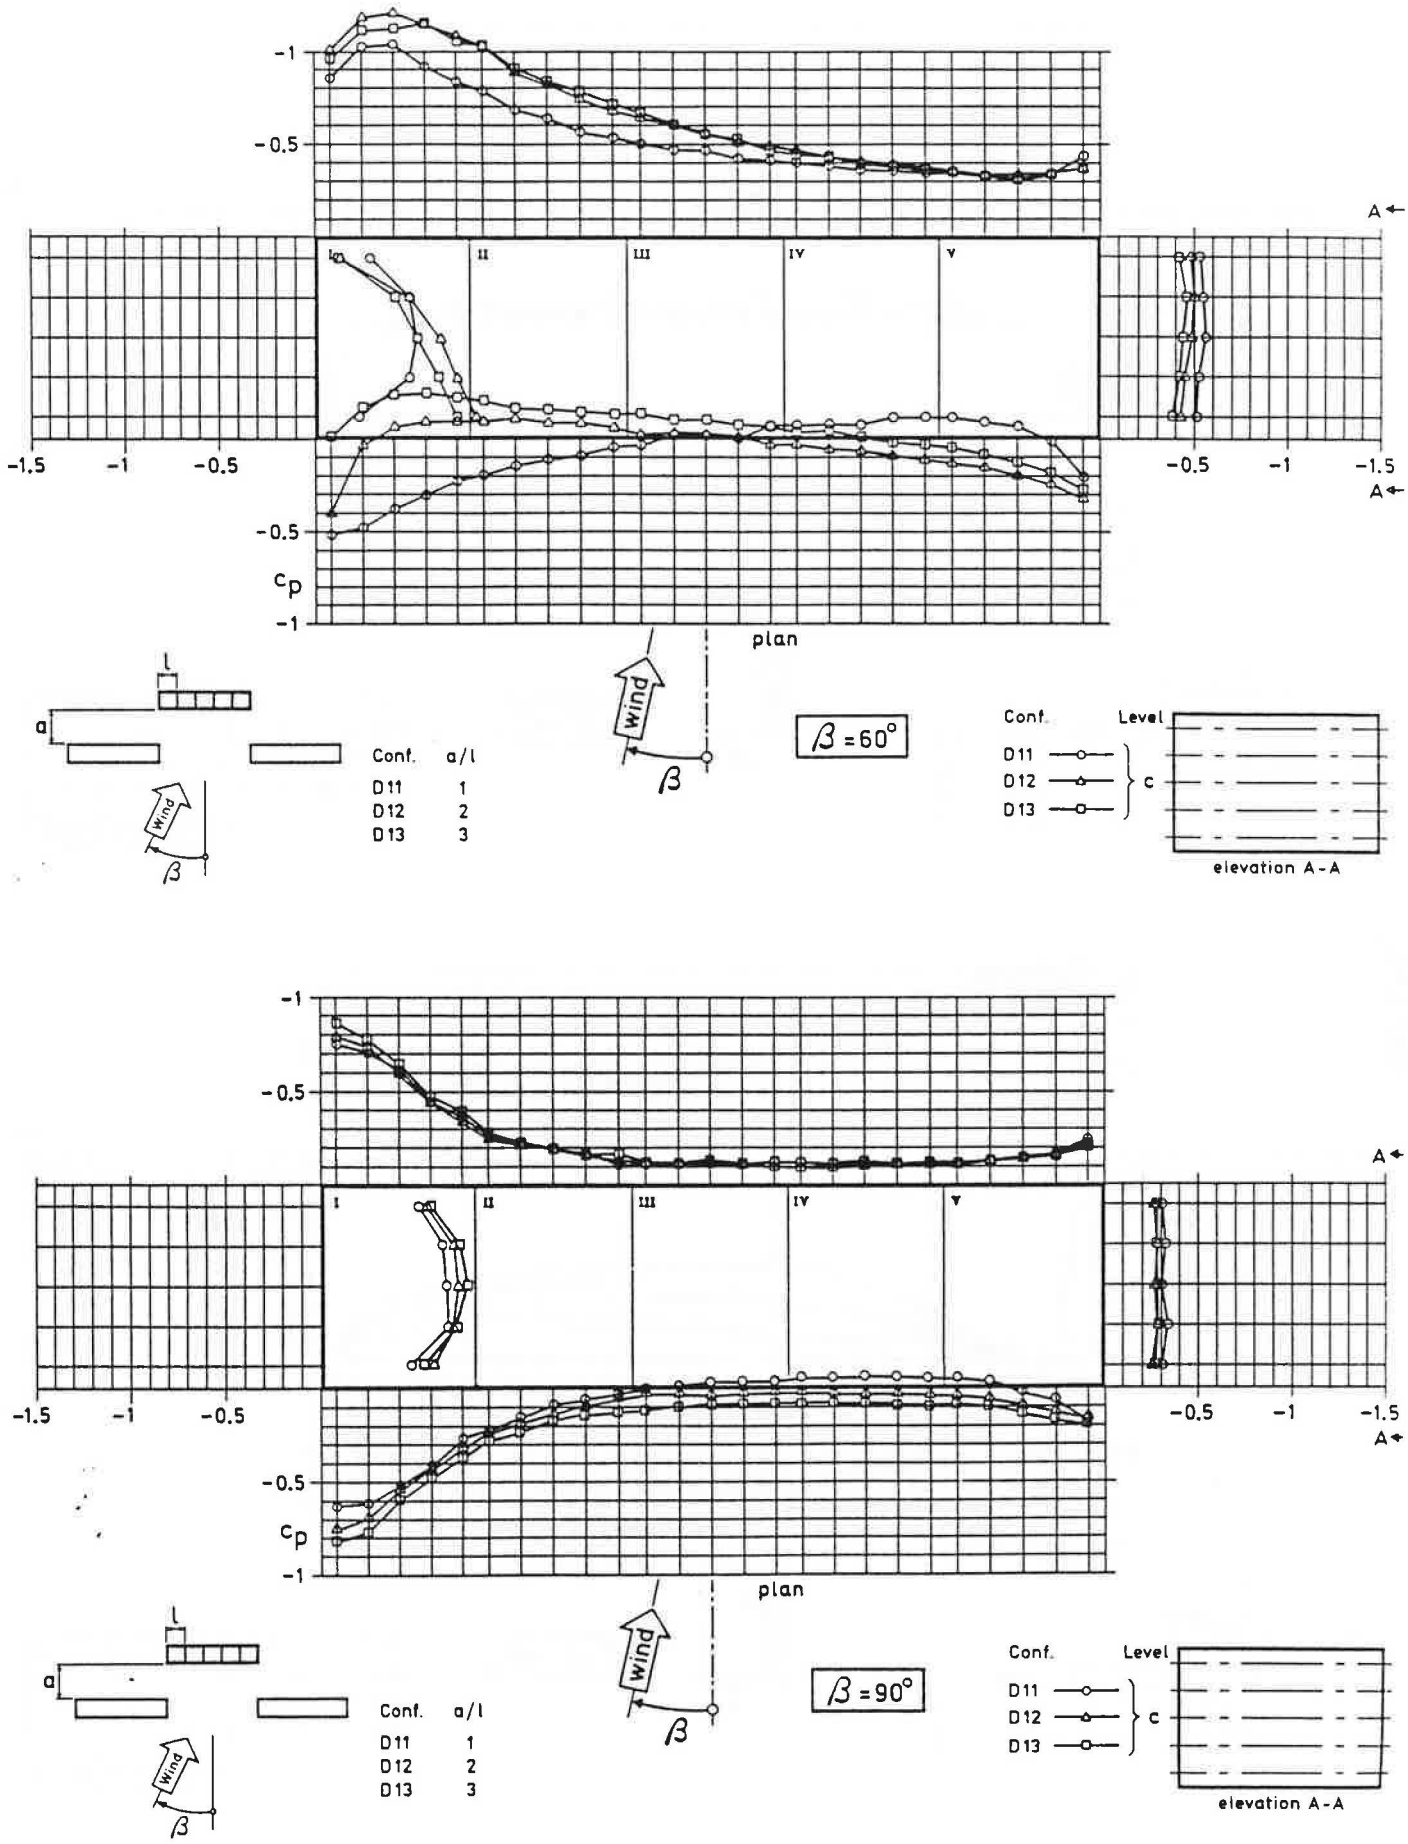 -1
-0.5
A
I II III IV V
-1.5 -1 -0.5
-0.5 -1 -1.5
A
-0.5
cp
-1
plan
l
a
wind
β
β = 60°
Conf. a/l
D11 1
D12 2
D13 3
Wind
β
Conf. Level
D11
D12 c
D13
elevation A-A
-1
-0.5
A
I II III IV V
-1.5 -1 -0.5
-0.5 -1 -1.5
A
-0.5
cp
-1
plan
l
a
wind
β
β = 90°
Conf. a/l
D11 1
D12 2
D13 3
Wind
β
Conf. Level
D11
D12 c
D13
elevation A-A